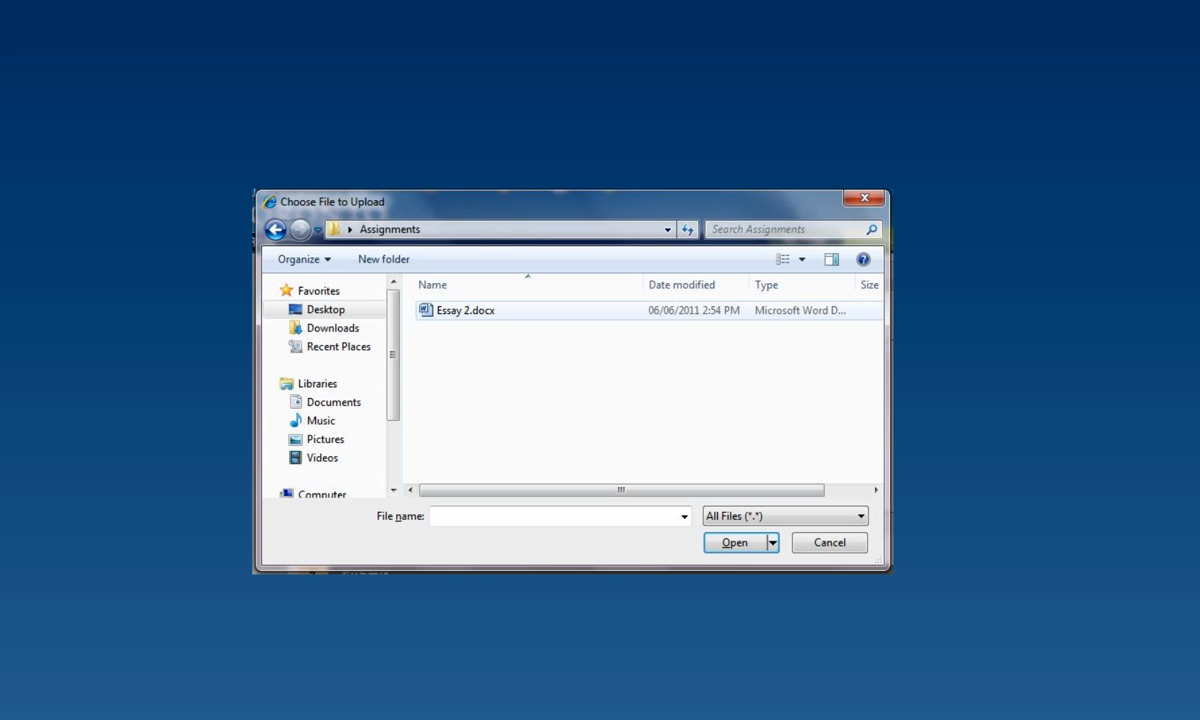 Choose File to Upload
Assignments
Search Assignments
Organize
New folder
Name Date modified Type Size
Favorites
Desktop
Downloads
Recent Places
Libraries
Documents
Music
Pictures
Videos
Computer
Essay 2.docx 06/06/2011 2:54 PM Microsoft Word D...
File name:
All Files (*.*)
Open
Cancel